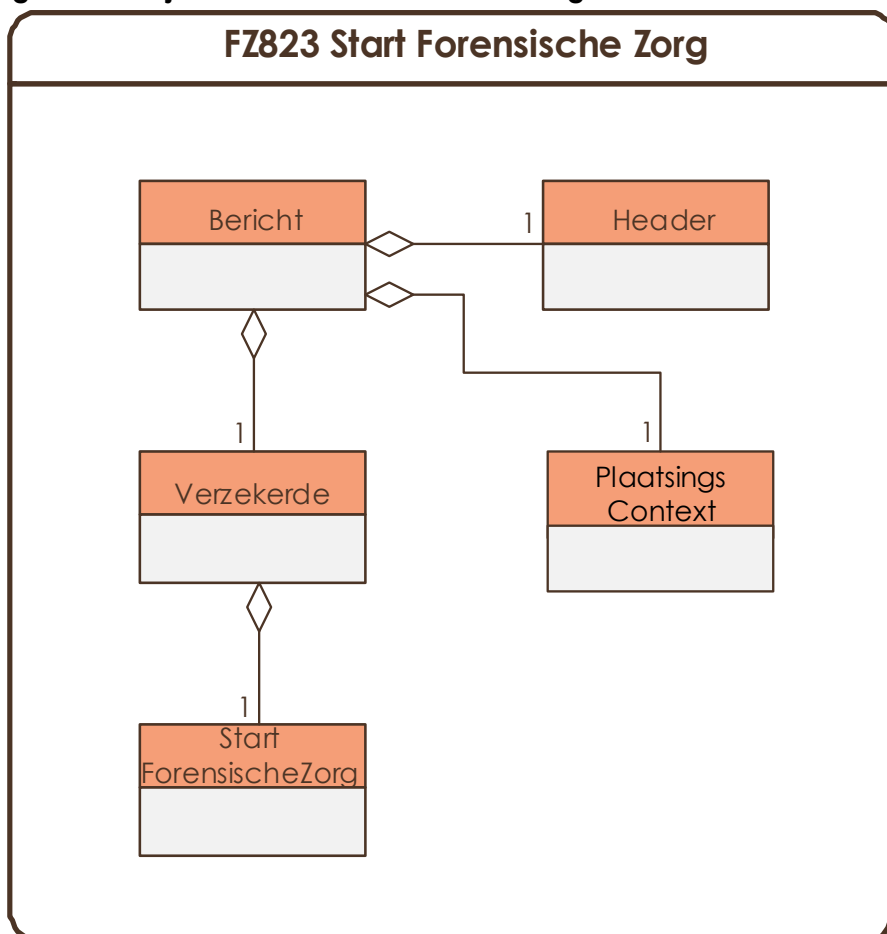 FZ823 Start Forensische Zorg
Bericht
1
Header
1
1
Verzekerde
Plaatsings
Context
1
Start
ForensischeZorg